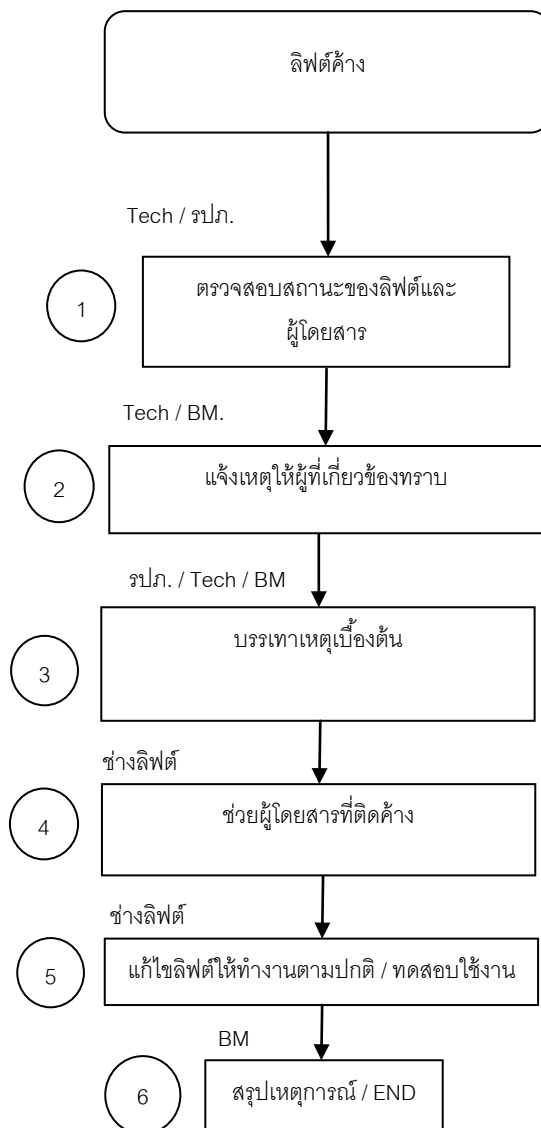 ลิฟต์ค้าง
Tech / รปภ.
1
ตรวจสอบสถานะของลิฟต์และ
ผู้โดยสาร
Tech / BM.
2
แจ้งเหตุให้ผู้ที่เกี่ยวข้องทราบ
รปภ. / Tech / BM
3
บรรเทาเหตุเบื้องต้น
ช่างลิฟต์
4
ช่วยผู้โดยสารที่ติดค้าง
ช่างลิฟต์
5
แก้ไขลิฟต์ให้ทำงานตามปกติ / ทดสอบใช้งาน
BM
6
สรุปเหตุการณ์ / END